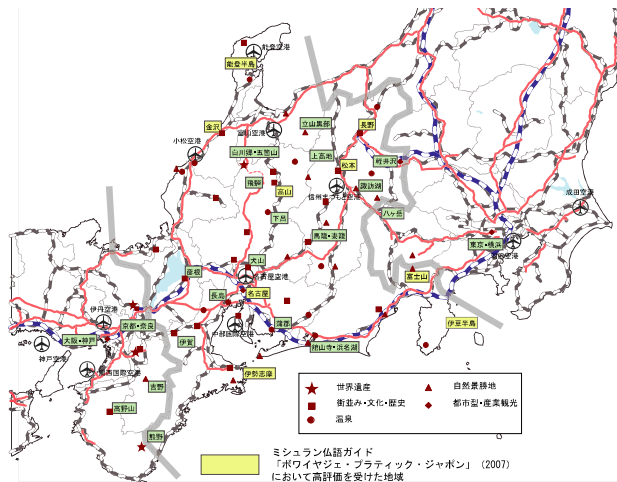 能登空港
能登半島
金沢
富山空港
立山黒部
長野
小松空港
白川郷・五箇山
上高地
松本
軽井沢
飛騨
高山
諏訪湖
信州まつもと空港
成田空港
下呂
八ヶ岳
馬籠・妻籠
東京・横浜
犬山
彦根
名古屋空港
富士山
長島
名古屋
伊丹空港
京都・奈良
中部国際空港
蒲郡
伊豆半島
大阪・神戸
伊賀
舘山寺・浜名湖
神戸空港
関西国際空港
伊勢志摩
吉野
高野山
熊野
世界遺産
自然景勝地
街並み・文化・歴史
都市型・産業観光
温泉
ミシュラン仏語ガイド
「ボワイヤジェ・プラティック・ジャポン」(2007)
において高評価を受けた地域